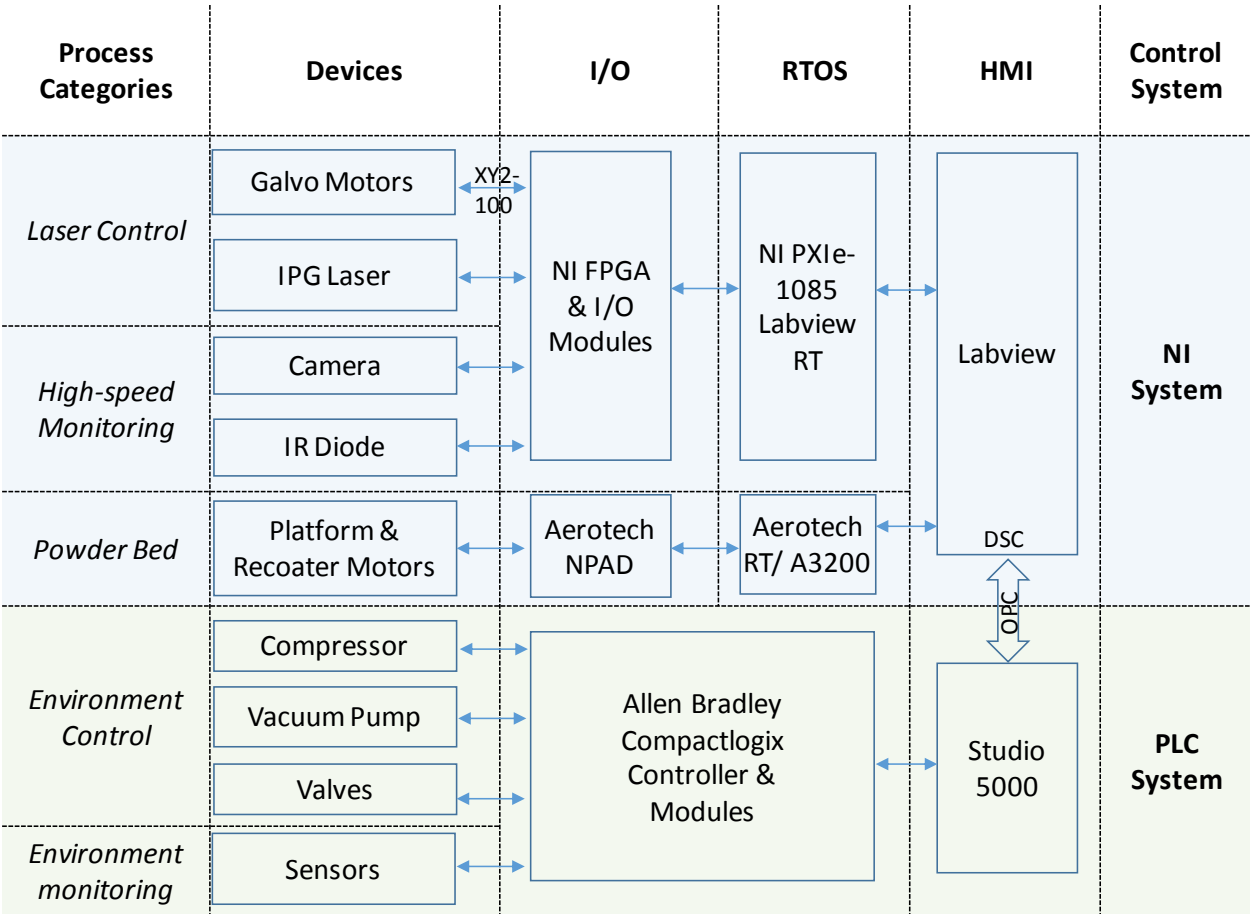 Process
Categories
Devices
I/O
RTOS
HMI
Control
System
Laser Control
Galvo Motors
XY2-
100
IPG Laser
NI FPGA
& I/O
Modules
NI PXIe-
1085
Labview
RT
Labview
NI
System
High-speed
Monitoring
Camera
IR Diode
Powder Bed
Platform &
Recoater Motors
Aerotech
NPAD
Aerotech
RT/ A3200
DSC
OPC
Environment
Control
Compressor
Vacuum Pump
Valves
Allen Bradley
Compactlogix
Controller &
Modules
Studio
5000
PLC
System
Environment
monitoring
Sensors